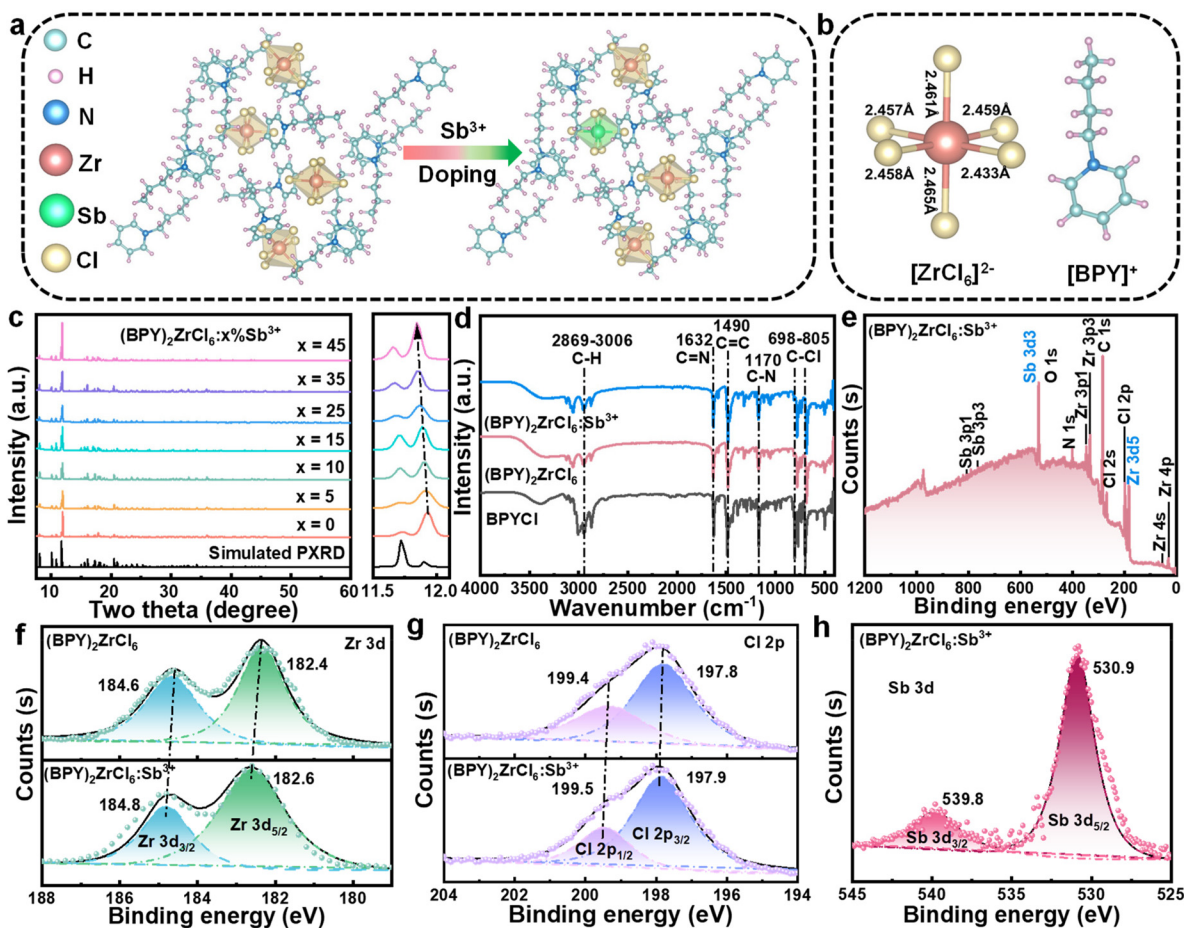 a
C
H
N
Zr
Sb
Cl
Sb³⁺
Doping
b
2.457Å
2.461Å
2.459Å
2.458Å
2.465Å
2.433Å
[ZrCl₆]²⁻
[BPY]⁺
c
(BPY)₂ZrCl₆:x%Sb³⁺
x = 45
x = 35
x = 25
x = 15
x = 10
x = 5
x = 0
Simulated PXRD
Intensity (a.u.)
10 20 30 40 50 60
Two theta (degree)
11.5 12.0
d
2869-3006
C-H
1632
C=N
1490
C=C
1170
C-N
698-805
C-Cl
(BPY)₂ZrCl₆:Sb³⁺
(BPY)₂ZrCl₆
BPYCl
Intensity (a.u.)
4000 3000 2000 1000
Wavenumber (cm⁻¹)
e
(BPY)₂ZrCl₆:Sb³⁺
Sb 3p1
Sb 3p3
Sb 3d3
O 1s
N 1s
Zr 3p1
Zr 3p3
C 1s
Cl 2s
Cl 2p
Zr 3d5
Zr 4s
Zr 4p
Counts (s)
1200 1000 800 600 400 200 0
Binding energy (eV)
f
(BPY)₂ZrCl₆
Zr 3d
184.6
182.4
(BPY)₂ZrCl₆:Sb³⁺
184.8
182.6
Zr 3d₃/₂
Zr 3d₅/₂
Counts (s)
188 186 184 182 180
Binding energy (eV)
g
(BPY)₂ZrCl₆
Cl 2p
199.4
197.8
(BPY)₂ZrCl₆:Sb³⁺
199.5
197.9
Cl 2p₁/₂
Cl 2p₃/₂
Counts (s)
204 202 200 198 196 194
Binding energy (eV)
h
(BPY)₂ZrCl₆:Sb³⁺
Sb 3d
530.9
539.8
Sb 3d₃/₂
Sb 3d₅/₂
Counts (s)
545 540 535 530 525
Binding energy (eV)